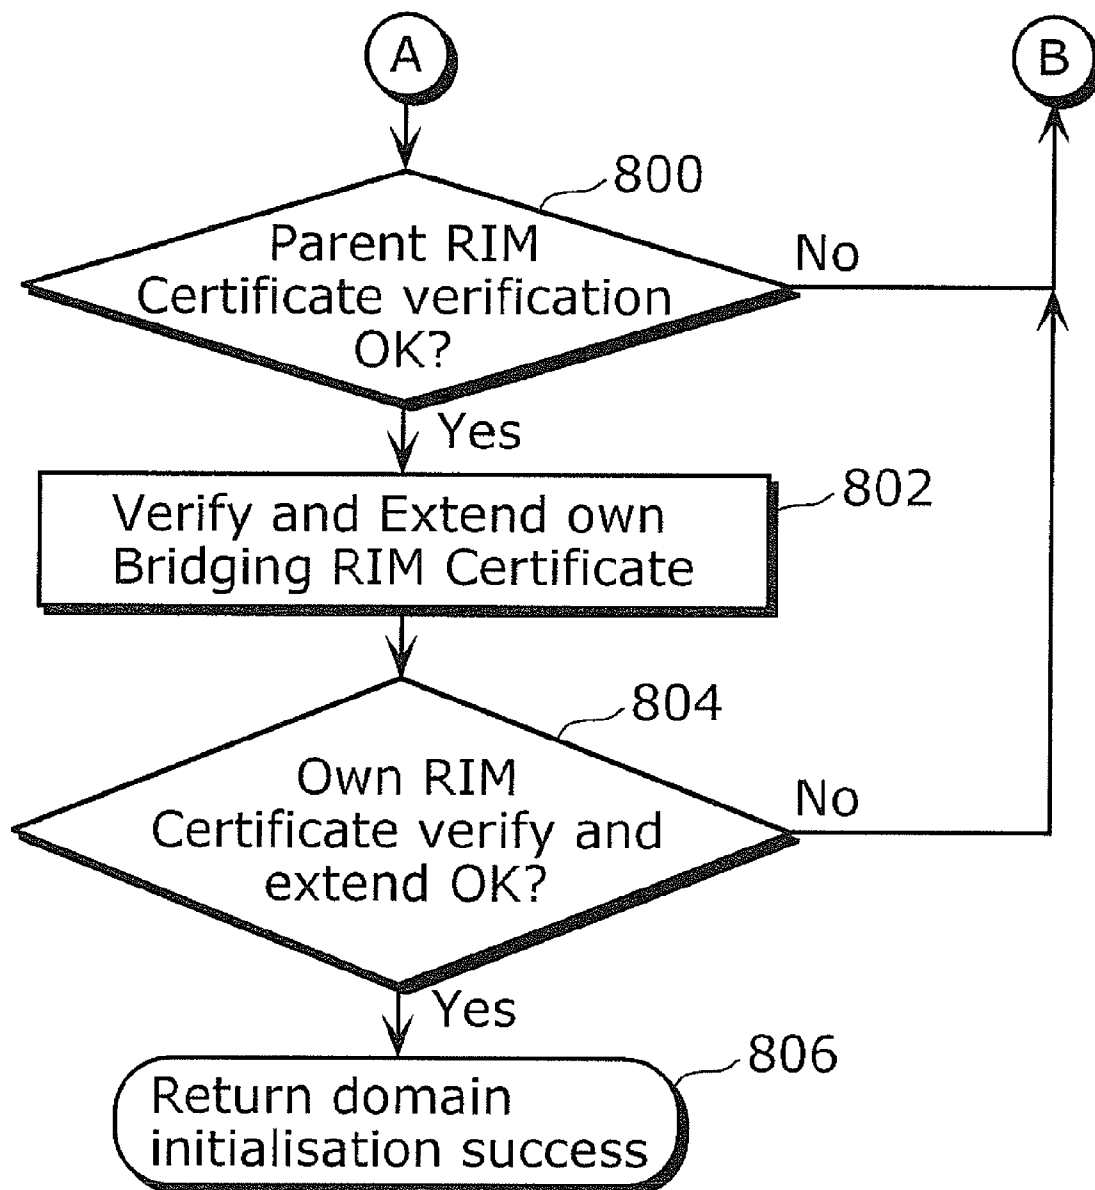 A
B
800
Parent RIM
Certificate verification
OK?
No
Yes
802
Verify and Extend own
Bridging RIM Certificate
804
Own RIM
Certificate verify and
extend OK?
No
Yes
806
Return domain
initialisation success